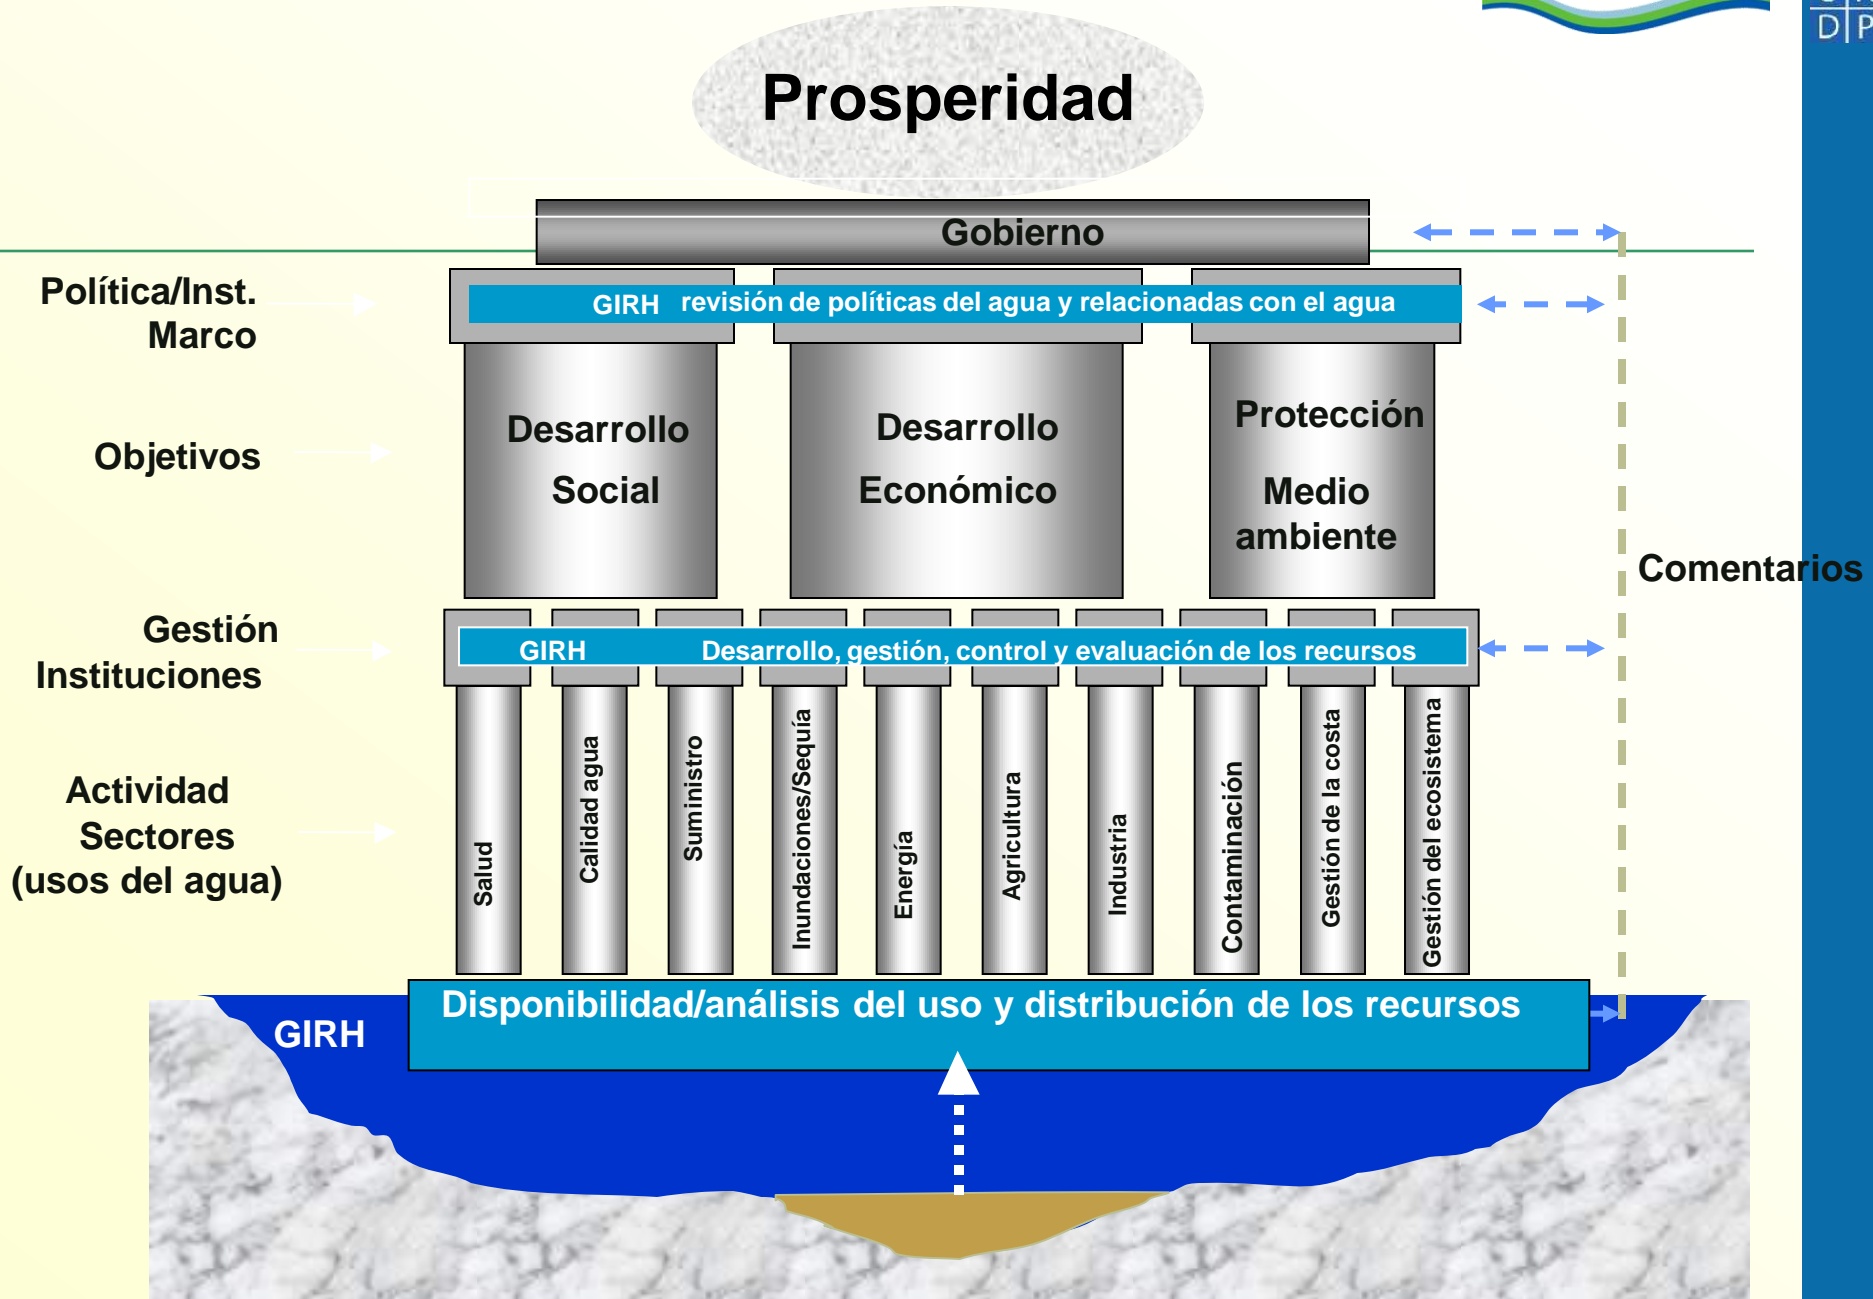 Prosperidad
Gobierno
Política/Inst.
Marco
GIRH revisión de políticas del agua y relacionadas con el agua
Objetivos
Desarrollo
Social
Desarrollo
Económico
Protección
Medio
ambiente
Comentarios
Gestión
Instituciones
GIRH Desarrollo, gestión, control y evaluación de los recursos
Actividad
Sectores
(usos del agua)
Salud
Calidad agua
Suministro
Inundaciones/Sequía
Energía
Agricultura
Industria
Contaminación
Gestión de la costa
Gestión del ecosistema
Disponibilidad/análisis del uso y distribución de los recursos
GIRH